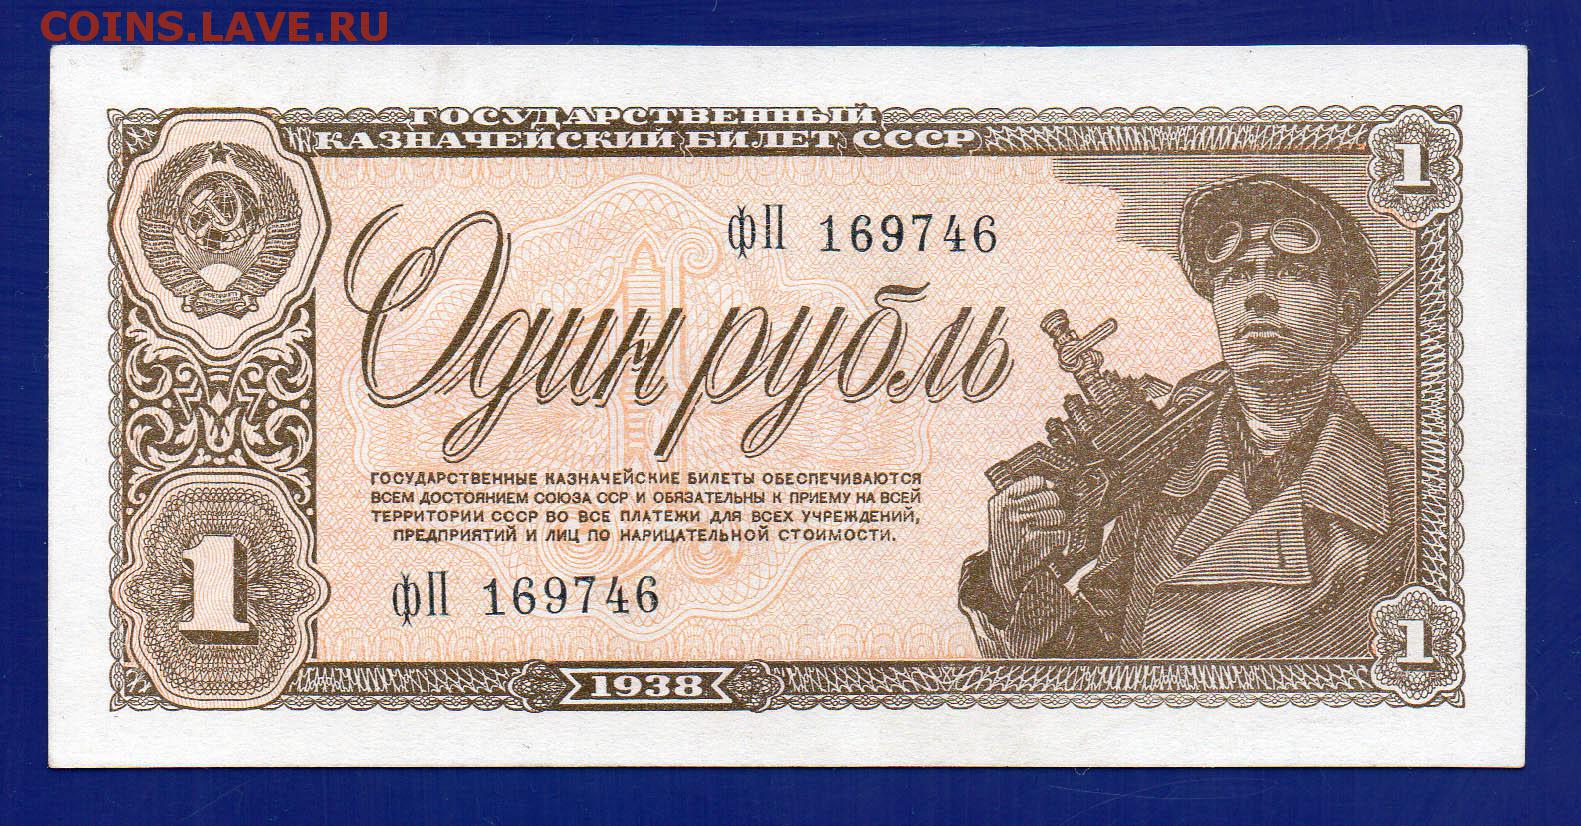 COINS.LAVE.RU
ГОСУДАРСТВЕННЫЙ
КАЗНАЧЕЙСКИЙ БИЛЕТ СССР
1
фП 169746
Один рубль
ГОСУДАРСТВЕННЫЕ КАЗНАЧЕЙСКИЕ БИЛЕТЫ ОБЕСПЕЧИВАЮТСЯ
ВСЕМ ДОСТОЯНИЕМ СОЮЗА ССР И ОБЯЗАТЕЛЬНЫ К ПРИЕМУ НА ВСЕЙ
ТЕРРИТОРИИ СССР ВО ВСЕ ПЛАТЕЖИ ДЛЯ ВСЕХ УЧРЕЖДЕНИЙ,
ПРЕДПРИЯТИЙ И ЛИЦ ПО НАРИЦАТЕЛЬНОЙ СТОИМОСТИ.
1
фП 169746
1
1938